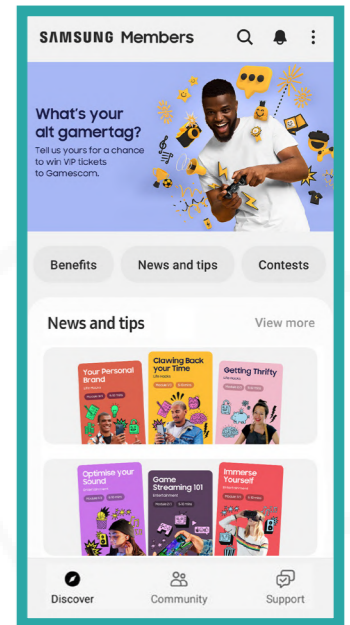 SAMSUNG Members
What's your
alt gamertag?
Tell us yours for a chance
to win VIP tickets
to Gamescom.
Benefits
News and tips
Contests
News and tips
View more
Your Personal
Brand
Clawing Back
your Time
Getting Thrifty
Optimise your
Sound
Game
Streaming 101
Entertainment
Immerse
Yourself
Discover
Community
Support